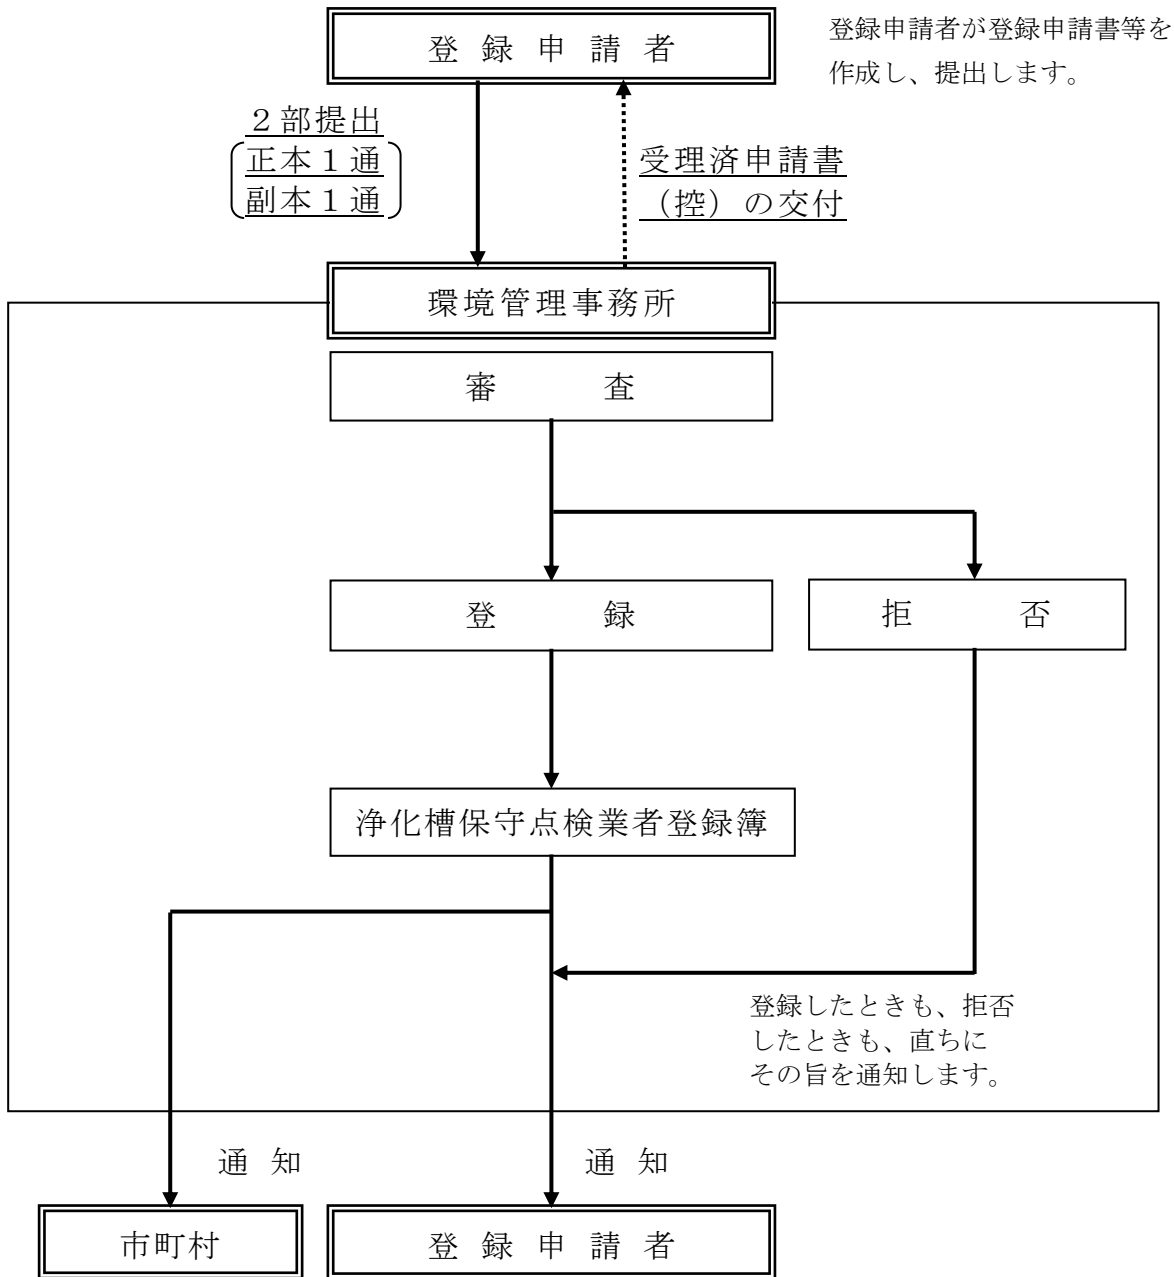 登録申請者
登録申請者が登録申請書等を
作成し、提出します。
２部提出
正本１通
副本１通
受理済申請書
（控）の交付
環境管理事務所
審査
登録
拒否
浄化槽保守点検業者登録簿
登録したときも、拒否
したときも、直ちに
その旨を通知します。
通知
通知
市町村
登録申請者